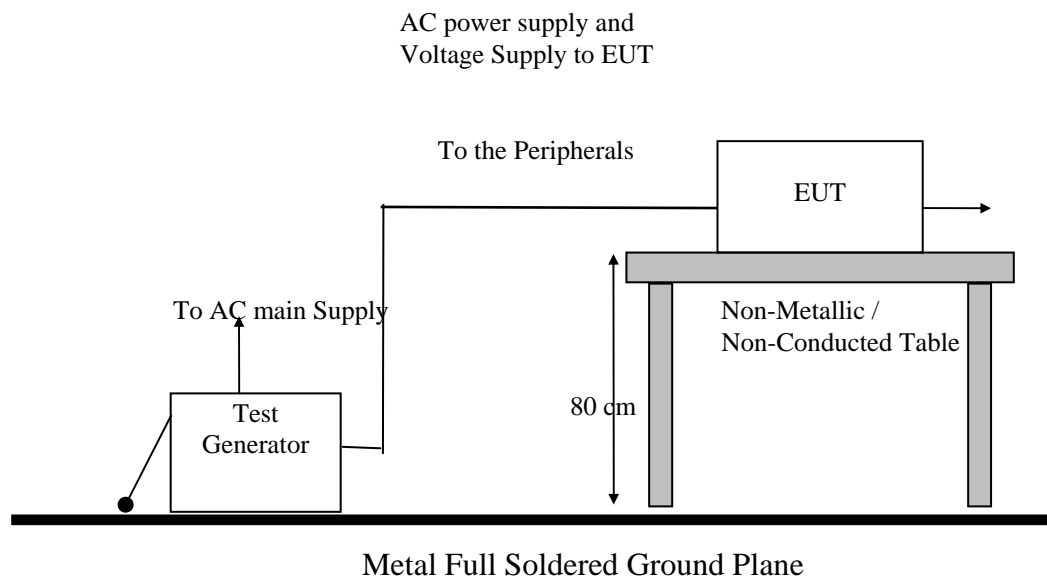 AC power supply and
Voltage Supply to EUT
To the Peripherals
EUT
To AC main Supply
Non-Metallic /
Non-Conducted Table
80 cm
Test
Generator
Metal Full Soldered Ground Plane